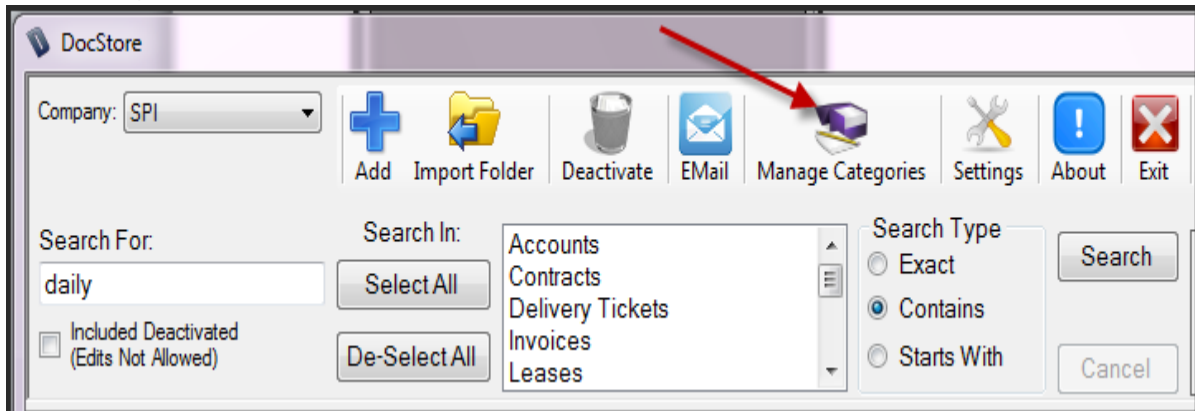 DocStore
Company: SPI
Add Import Folder Deactivate EMail Manage Categories Settings About Exit
Search For:
daily
Included Deactivated
(Edits Not Allowed)
Search In:
Select All
De-Select All
Accounts
Contracts
Delivery Tickets
Invoices
Leases
Search Type
Exact
Contains
Starts With
Search
Cancel